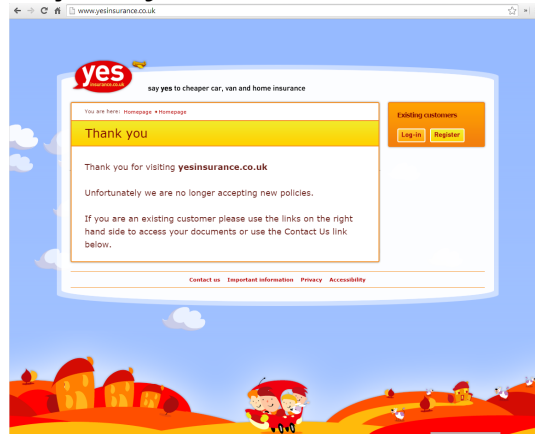 www.yesinsurance.co.uk
yes
insurance.co.uk
say yes to cheaper car, van and home insurance
You are here: Homepage • Homepage
Existing customers
Thank you
Log-in Register
Thank you for visiting yesinsurance.co.uk
Unfortunately we are no longer accepting new policies.
If you are an existing customer please use the links on the right
hand side to access your documents or use the Contact Us link
below.
Contact us Important information Privacy Accessibility